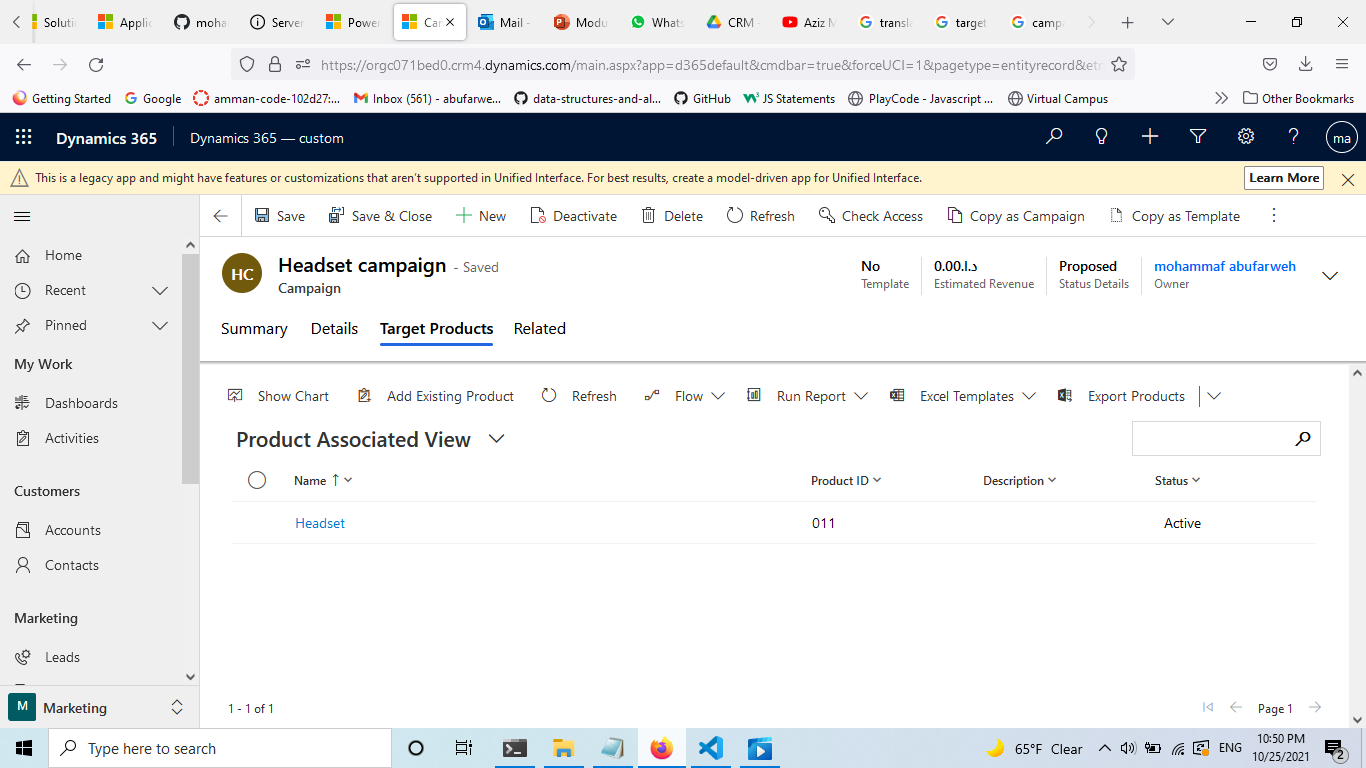 Soluti
Applic
moha
Server
Power
Car
Mail -
Modu
Whats
CRM -
Aziz M
transla
target
campa
https://orgc071bed0.crm4.dynamics.com/main.aspx?app=d365default&cmdbar=true&forceUCI=1&pagetype=entityrecord&etn
Getting Started
Google
amman-code-102d27:...
Inbox (561) - abufarwe...
data-structures-and-al...
GitHub
JS Statements
PlayCode - Javascript ...
Virtual Campus
Other Bookmarks
Dynamics 365
Dynamics 365 — custom
ma
This is a legacy app and might have features or customizations that aren't supported in Unified Interface. For best results, create a model-driven app for Unified Interface.
Learn More
Save
Save & Close
New
Deactivate
Delete
Refresh
Check Access
Copy as Campaign
Copy as Template
Home
Recent
Pinned
My Work
Dashboards
Activities
Customers
Accounts
Contacts
Marketing
Leads
M
Marketing
HC
Headset campaign - Saved
Campaign
No
Template
د.ا.0.00
Estimated Revenue
Proposed
Status Details
mohammaf abufarweh
Owner
Summary
Details
Target Products
Related
Show Chart
Add Existing Product
Refresh
Flow
Run Report
Excel Templates
Export Products
Product Associated View
Name ↑
Product ID
Description
Status
Headset
011
Active
1 - 1 of 1
Page 1
Type here to search
65°F Clear
ENG
10:50 PM
10/25/2021
2